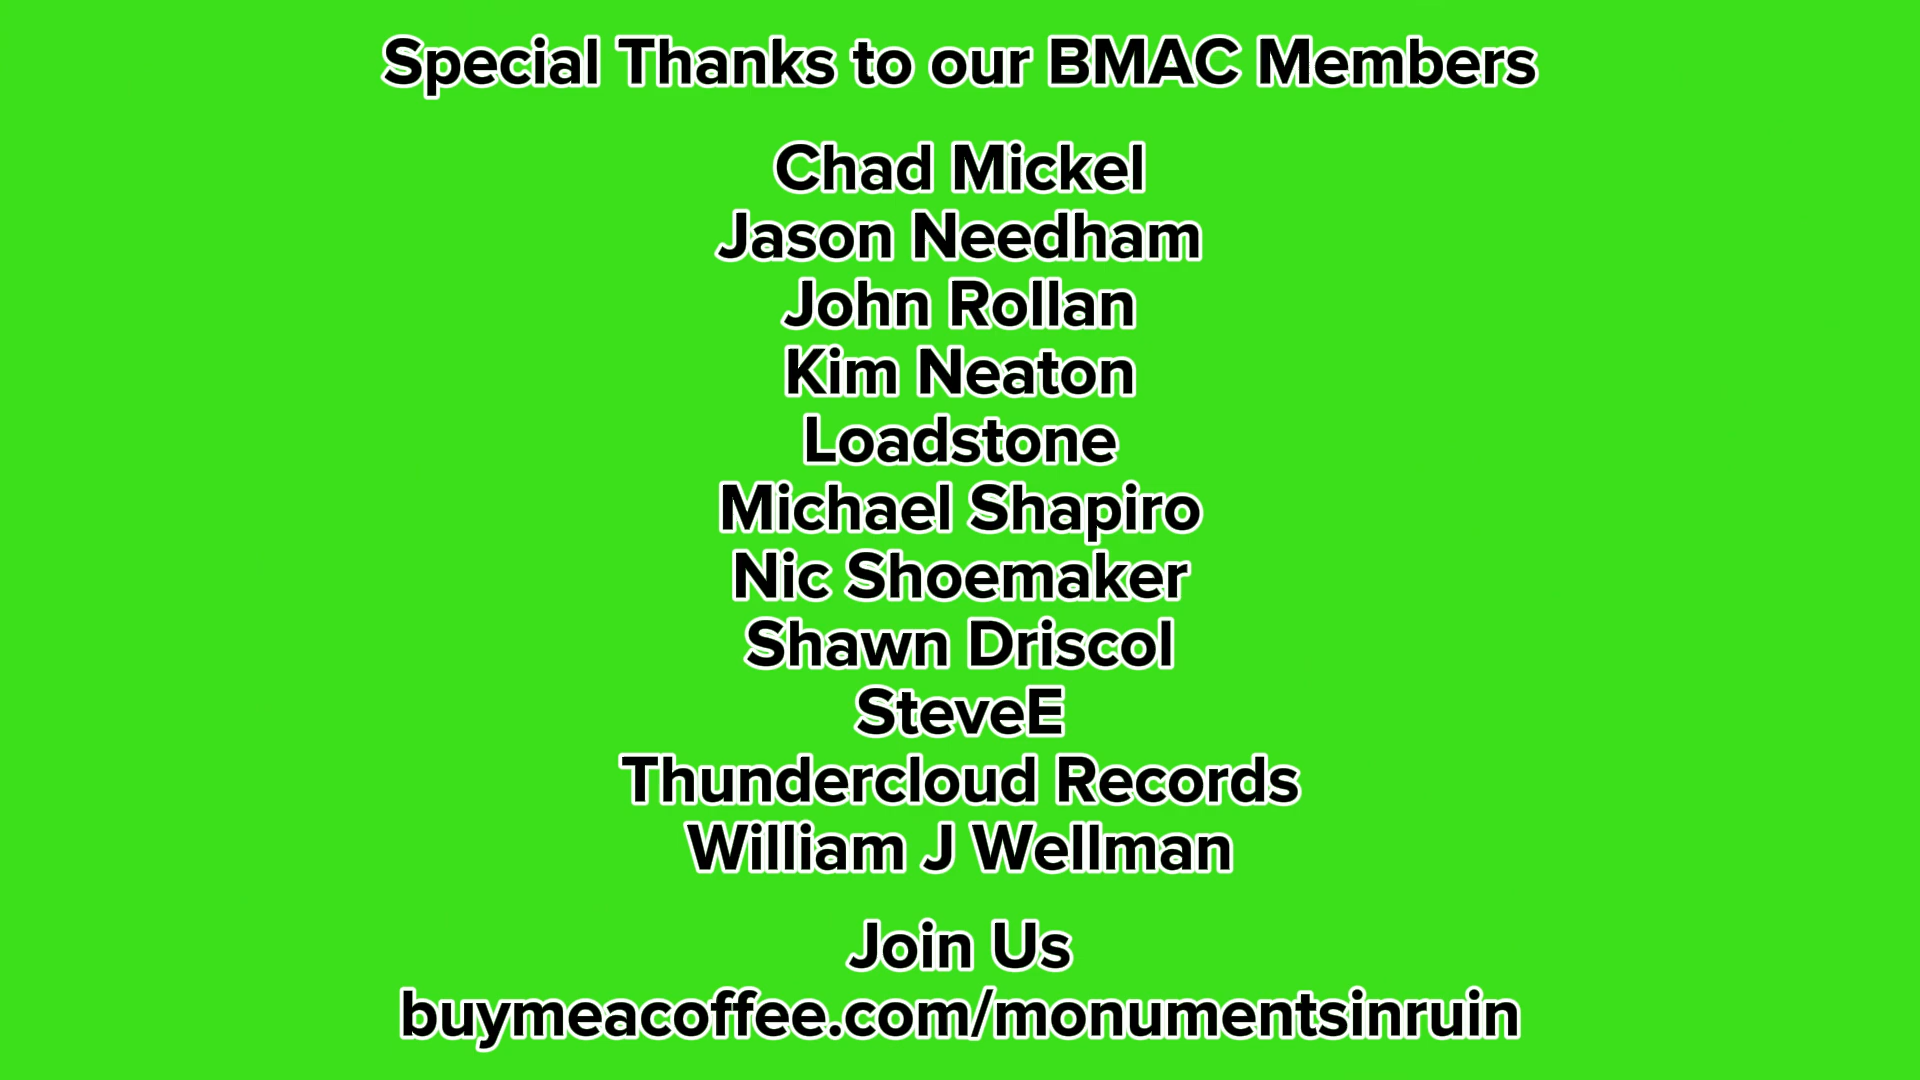 Special Thanks to our BMAC Members
Chad Mickel
Jason Needham
John Rollan
Kim Neaton
Loadstone
Michael Shapiro
Nic Shoemaker
Shawn Driscol
SteveE
Thundercloud Records
William J Wellman
Join Us
buymeacoffee.com/monumentsinruin